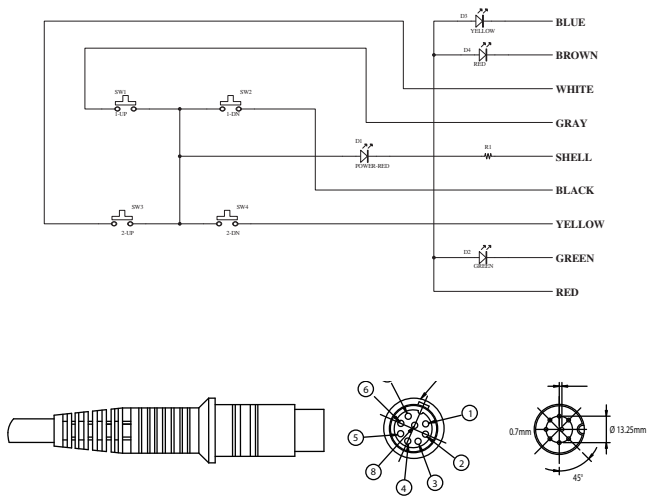 D3
BLUE
YELLOW
D4
BROWN
RED
WHITE
SW1
SW2
1-UP
1-DN
GRAY
D1
R1
SHELL
POWER-RED
BLACK
SW3
SW4
YELLOW
2-UP
2-DN
D2
GREEN
GREEN
RED
6
1
5
0.7mm
Ø 13.25mm
2
8
3
4
45°